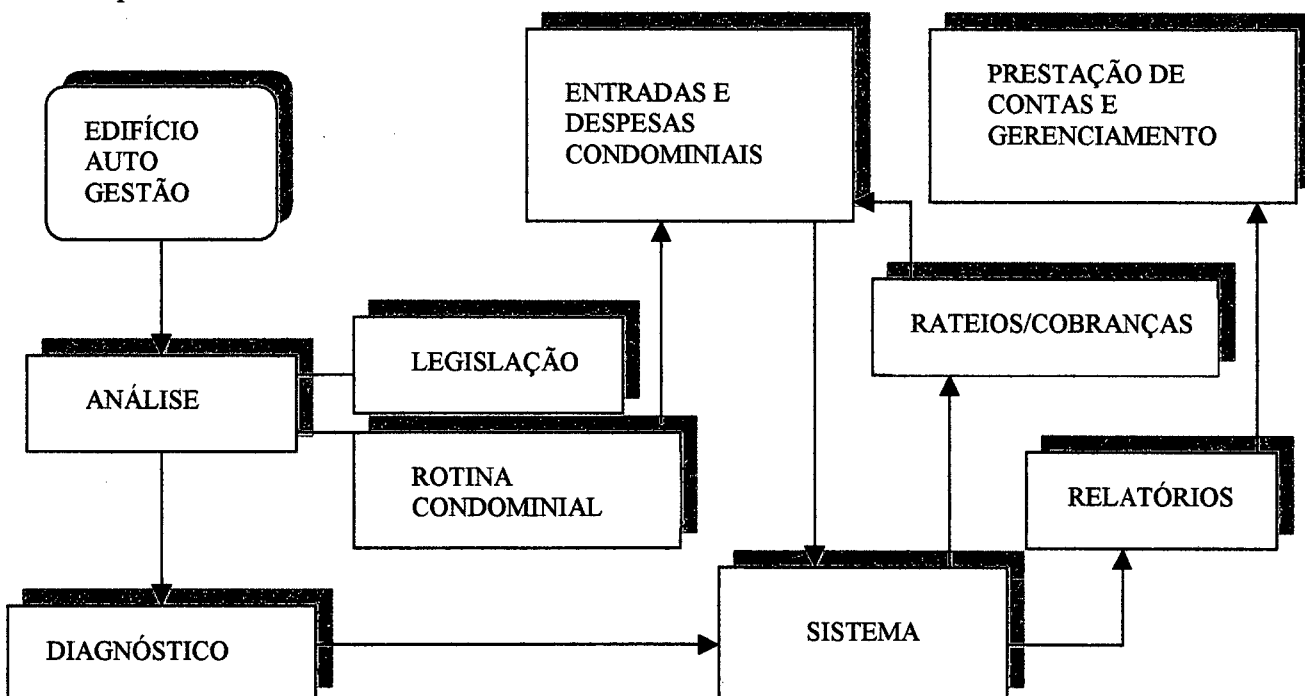 EDIFÍCIO
AUTO
GESTÃO
ENTRADAS E
DESPESAS
CONDOMINIAIS
PRESTAÇÃO DE
CONTAS E
GERENCIAMENTO
RATEIOS/COBRANÇAS
LEGISLAÇÃO
ANÁLISE
ROTINA
CONDOMINIAL
RELATÓRIOS
SISTEMA
DIAGNÓSTICO